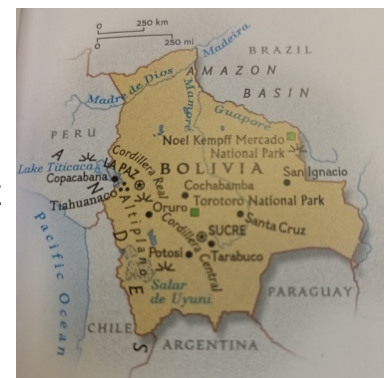 0 250 km
0 250 mi
Madeira
BRAZIL
AMAZON
BASIN
Madre de Dios
Mamoré
Guaporé
PERU
Noel Kempff Mercado
National Park
Lake Titicaca
LA PAZ
Cordillera Real
BOLIVIA
San Ignacio
Copacabana
Cochabamba
Tiahuanaco
Torotoro National Park
Oruro
Altiplano
Santa Cruz
SUCRE
Cordillera Central
Potosí
Tarabuco
ANDES
Salar
de Uyuni
Pacific Ocean
PARAGUAY
CHILE
ARGENTINA